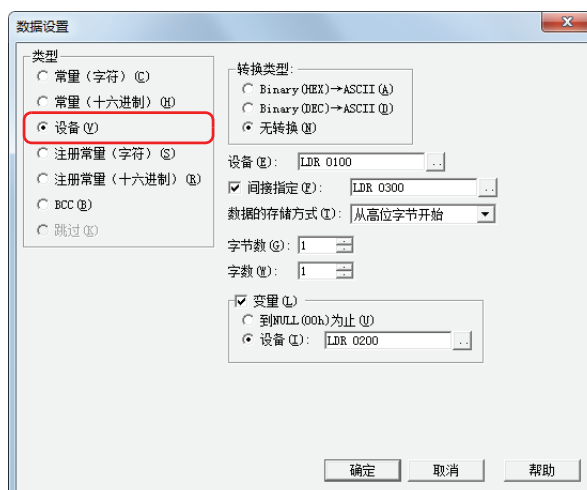 数据设置
类型
常量（字符）(C)
常量（十六进制）(H)
设备(V)
注册常量（字符）(S)
注册常量（十六进制）(R)
BCC(B)
跳过(K)
转换类型:
Binary(HEX)→ASCII(A)
Binary(DEC)→ASCII(D)
无转换(N)
设备(E): LDR 0100 ..
间接指定(F): LDR 0300 ..
数据的存储方式(T): 从高位字节开始
字节数(G): 1
字数(W): 1
变量(L)
到NULL(00h)为止(U)
设备(I): LDR 0200 ..
确定 取消 帮助